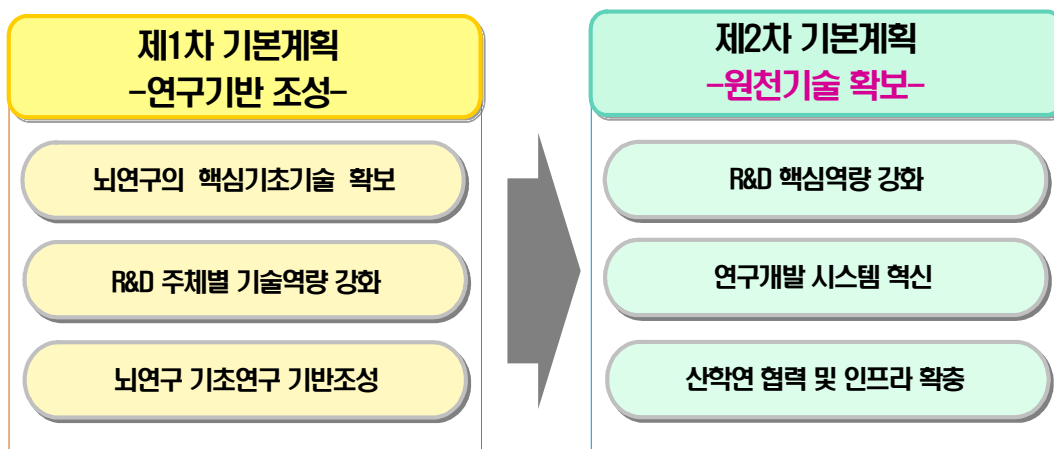 제1차 기본계획
-연구기반 조성-
뇌연구의 핵심기초기술 확보
R&D 주체별 기술역량 강화
뇌연구 기초연구 기반조성
제2차 기본계획
-원천기술 확보-
R&D 핵심역량 강화
연구개발 시스템 혁신
산학연 협력 및 인프라 확충